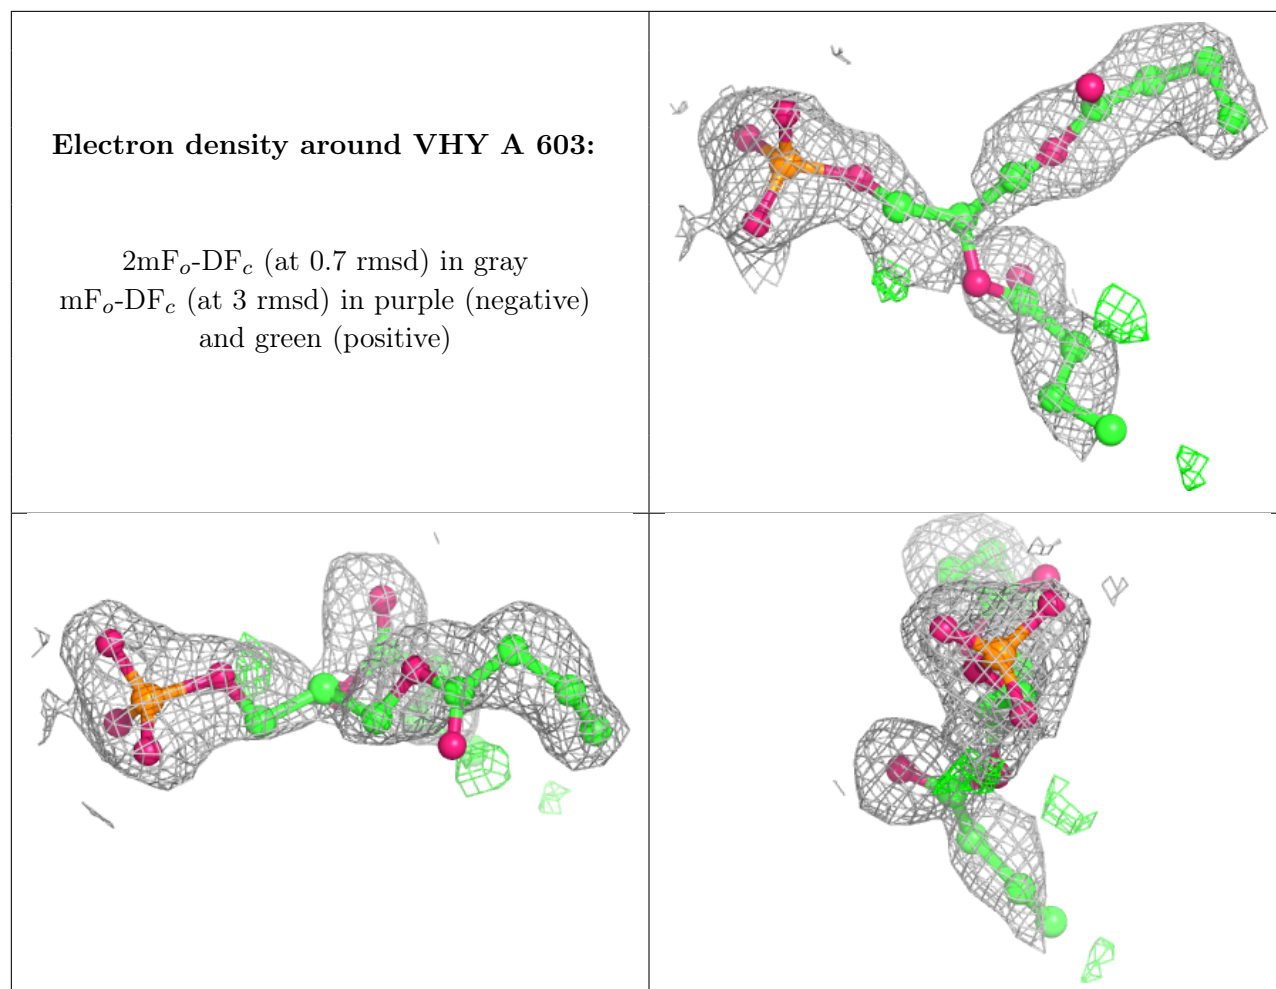 Electron density around VHY A 603:
2mFo-DFc (at 0.7 rmsd) in gray
mFo-DFc (at 3 rmsd) in purple (negative)
and green (positive)